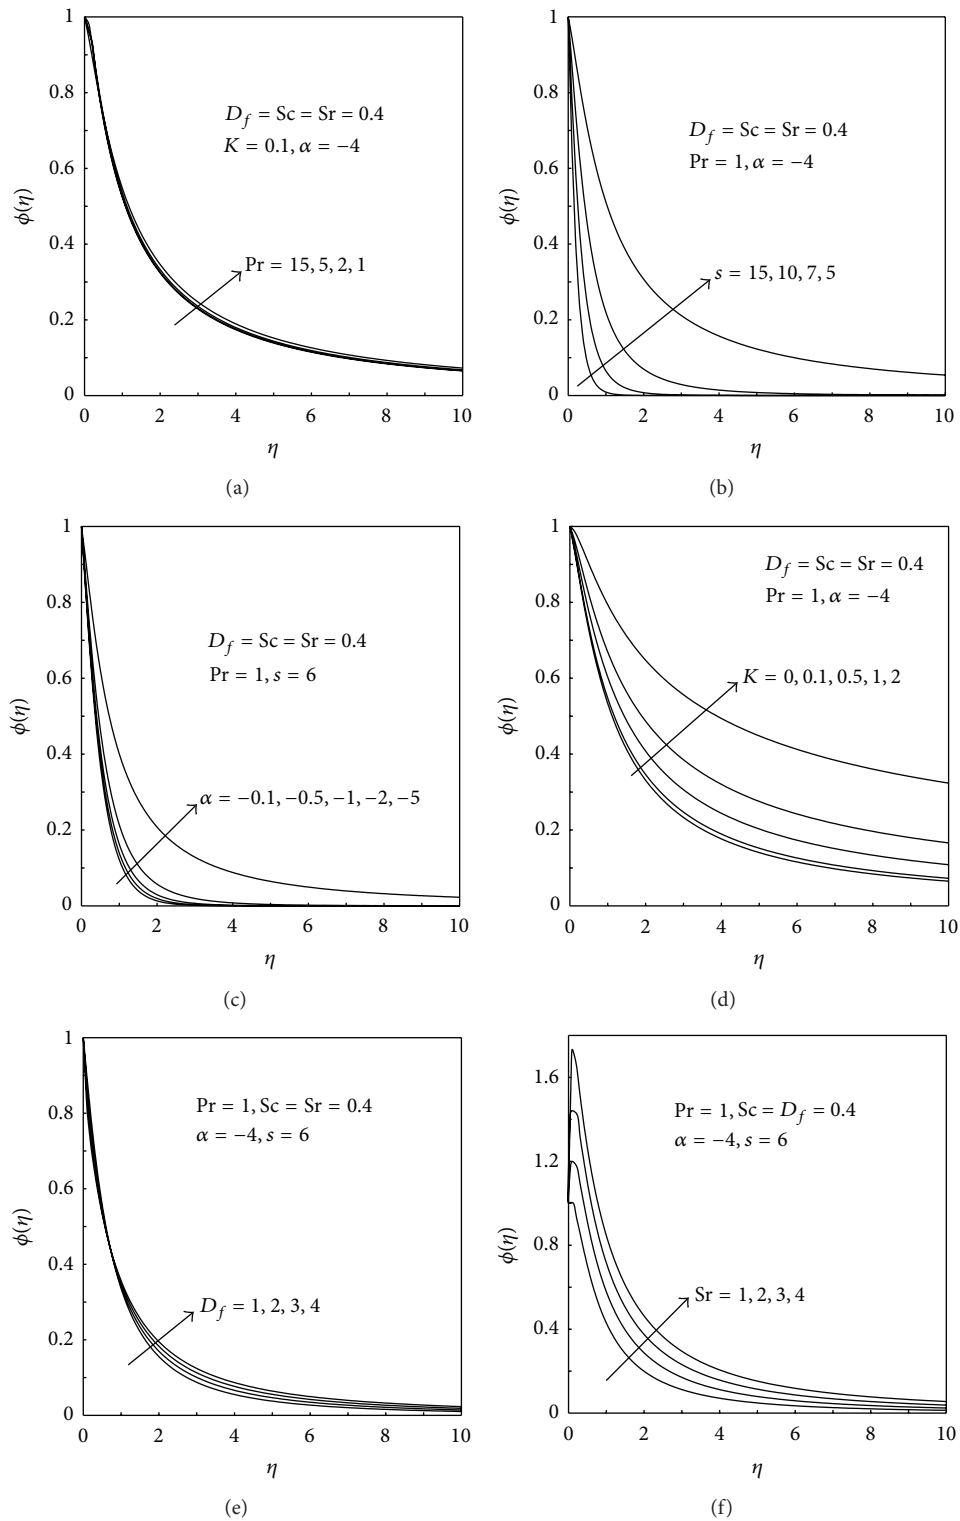 1
0.8
0.6
0.4
0.2
0
ϕ(η)
D_f = Sc = Sr = 0.4
K = 0.1, α = −4
Pr = 15, 5, 2, 1
0 2 4 6 8 10
η
(a)
1
0.8
0.6
0.4
0.2
0
ϕ(η)
D_f = Sc = Sr = 0.4
Pr = 1, α = −4
s = 15, 10, 7, 5
0 2 4 6 8 10
η
(b)
1
0.8
0.6
0.4
0.2
0
ϕ(η)
D_f = Sc = Sr = 0.4
Pr = 1, s = 6
α = −0.1, −0.5, −1, −2, −5
0 2 4 6 8 10
η
(c)
1
0.8
0.6
0.4
0.2
0
ϕ(η)
D_f = Sc = Sr = 0.4
Pr = 1, α = −4
K = 0, 0.1, 0.5, 1, 2
0 2 4 6 8 10
η
(d)
1
0.8
0.6
0.4
0.2
0
ϕ(η)
Pr = 1, Sc = Sr = 0.4
α = −4, s = 6
D_f = 1, 2, 3, 4
0 2 4 6 8 10
η
(e)
1.6
1.2
0.8
0.4
0
ϕ(η)
Pr = 1, Sc = D_f = 0.4
α = −4, s = 6
Sr = 1, 2, 3, 4
0 2 4 6 8 10
η
(f)